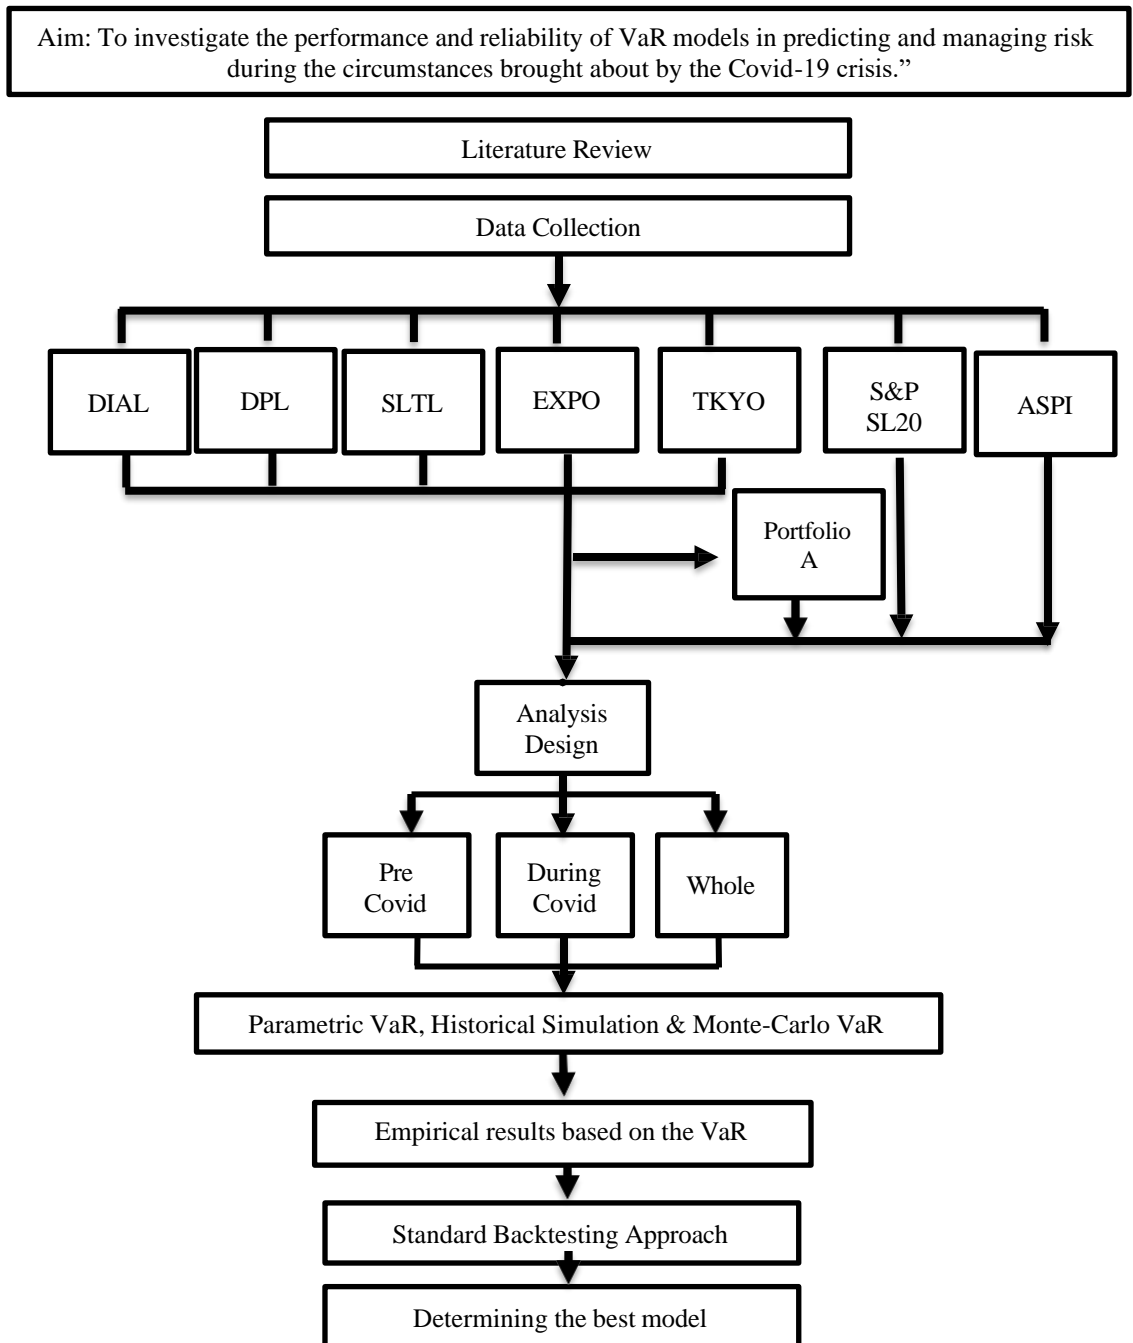 Aim: To investigate the performance and reliability of VaR models in predicting and managing risk
during the circumstances brought about by the Covid-19 crisis.”
Literature Review
Data Collection
DIAL
DPL
SLTL
EXPO
TKYO
S&P
SL20
ASPI
Portfolio
A
Analysis
Design
Pre
Covid
During
Covid
Whole
Parametric VaR, Historical Simulation & Monte-Carlo VaR
Empirical results based on the VaR
Standard Backtesting Approach
Determining the best model